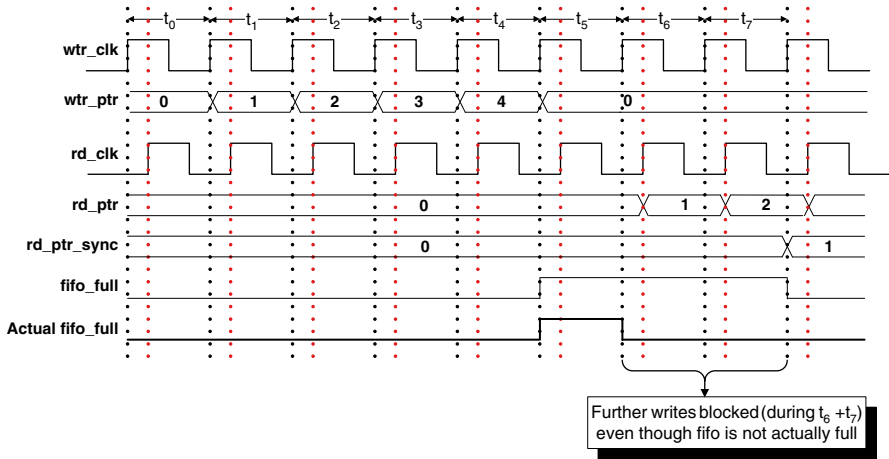 t0 t1 t2 t3 t4 t5 t6 t7
wtr_clk
wtr_ptr 0 1 2 3 4 0
rd_clk
rd_ptr 0 1 2
rd_ptr_sync 0 1
fifo_full
Actual fifo_full
Further writes blocked (during t6 +t7)
even though fifo is not actually full